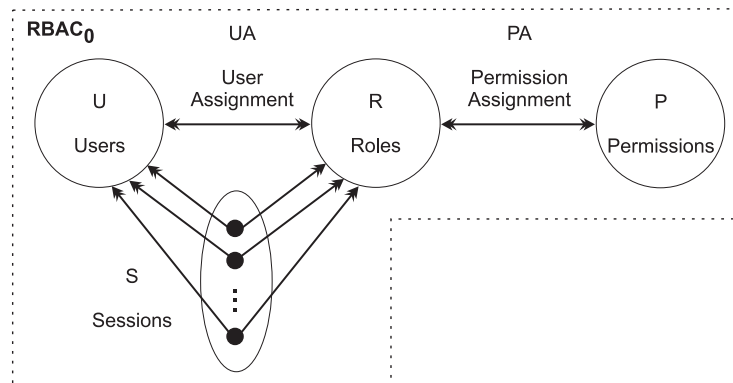 RBAC0
UA
PA
User
Assignment
Permission
Assignment
U
Users
R
Roles
P
Permissions
S
Sessions